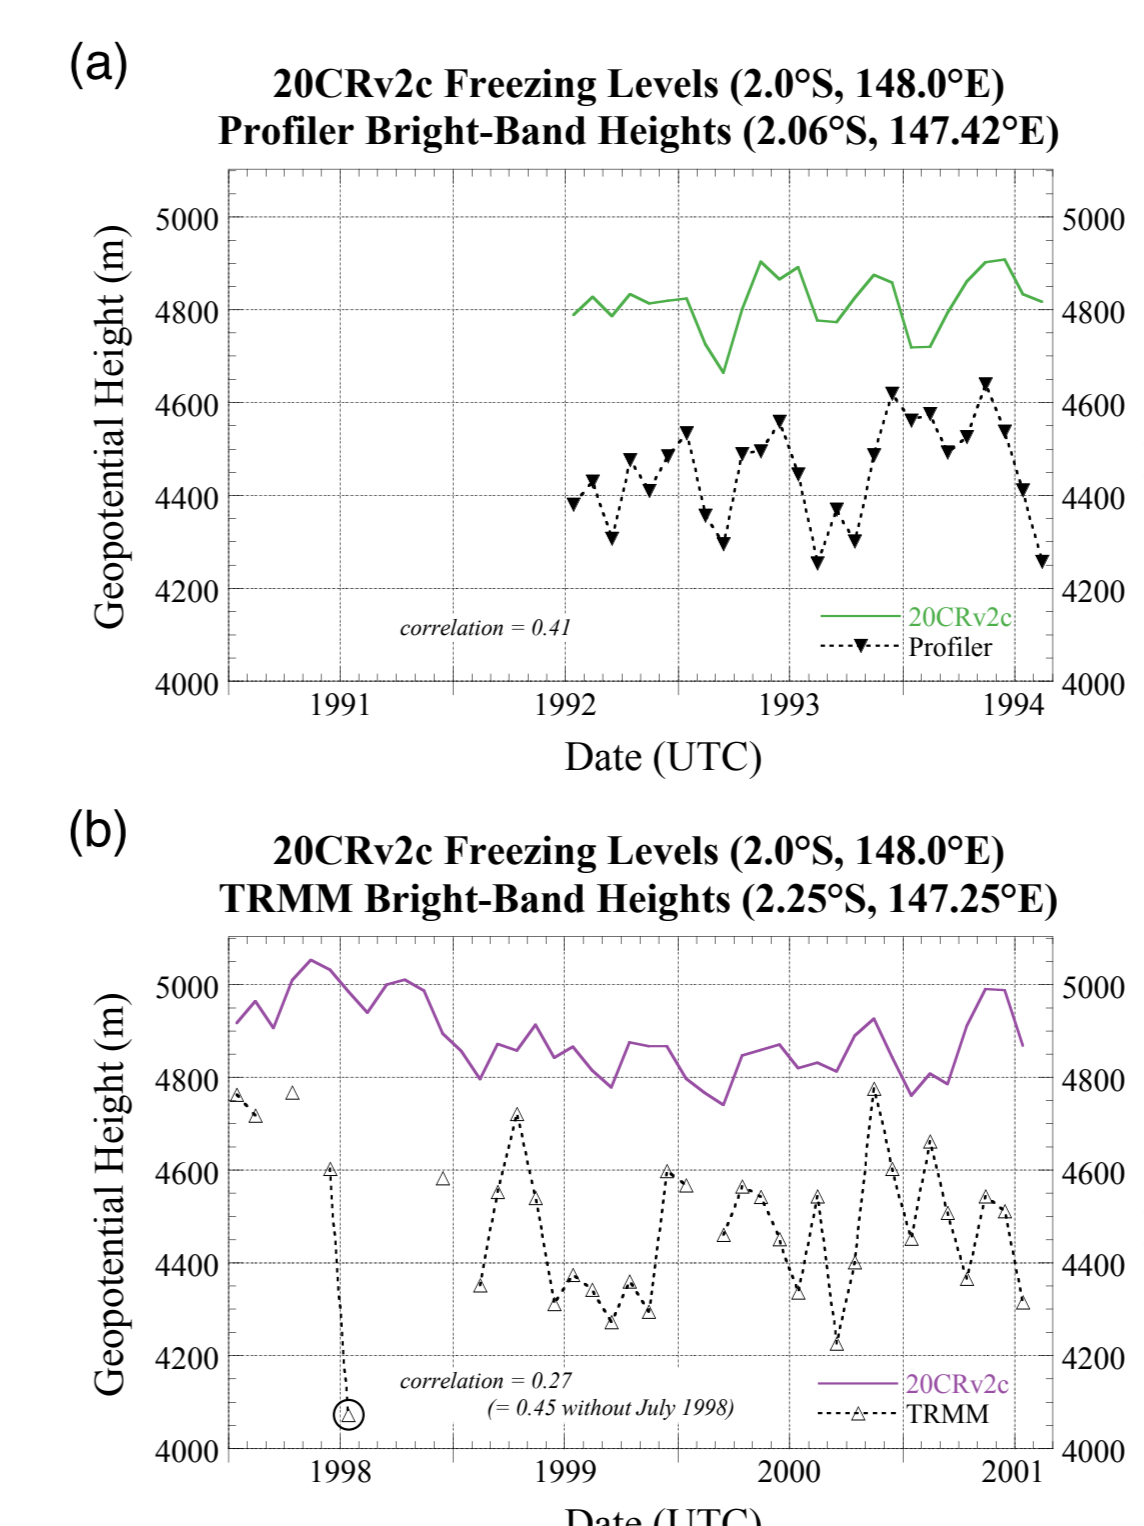 (a)
20CRv2c Freezing Levels (2.0°S, 148.0°E)
Profiler Bright-Band Heights (2.06°S, 147.42°E)
Geopotential Height (m)
5000
4800
4600
4400
4200
4000
5000
4800
4600
4400
4200
4000
correlation = 0.41
20CRv2c
Profiler
1991
1992
1993
1994
Date (UTC)
(b)
20CRv2c Freezing Levels (2.0°S, 148.0°E)
TRMM Bright-Band Heights (2.25°S, 147.25°E)
Geopotential Height (m)
5000
4800
4600
4400
4200
4000
5000
4800
4600
4400
4200
4000
correlation = 0.27
(= 0.45 without July 1998)
20CRv2c
TRMM
1998
1999
2000
2001
Date (UTC)